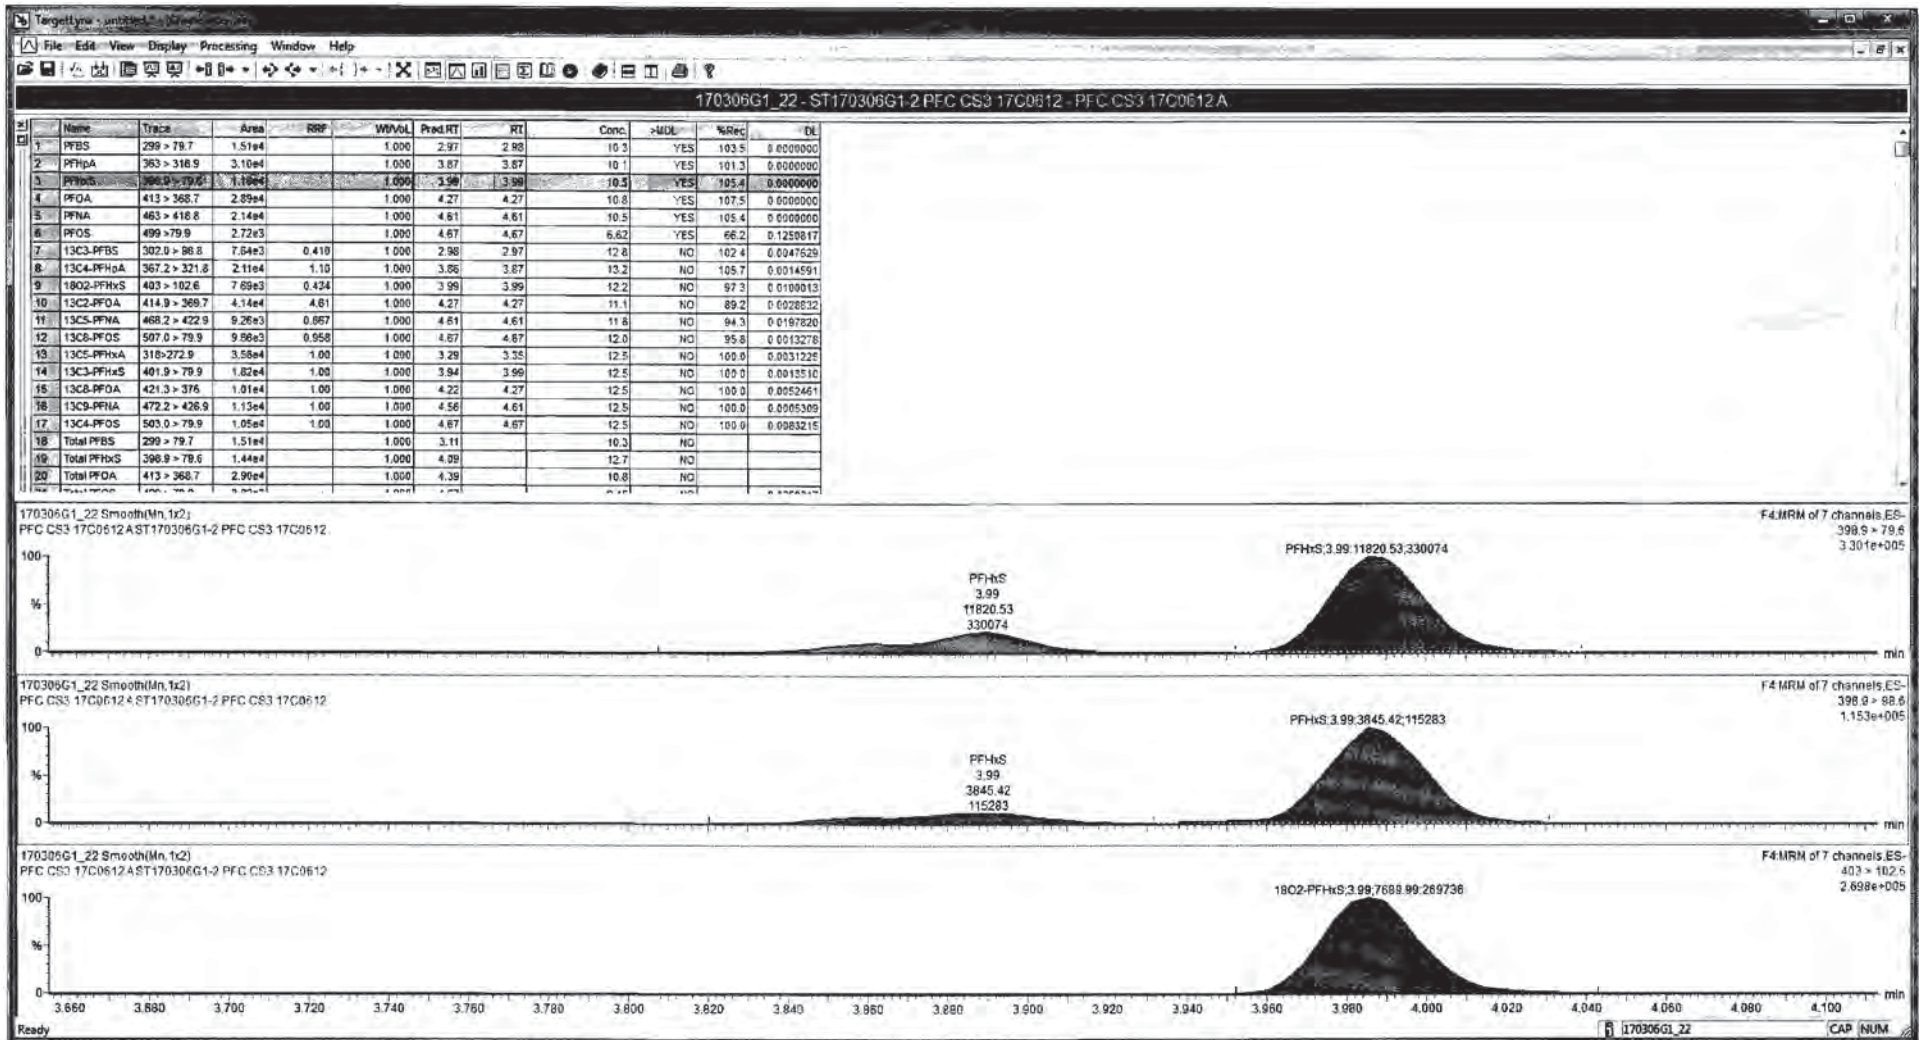 TargetLynx - untitled
File Edit View Display Processing Window Help
170306G1_22 - ST170306G1-2 PFC CS3 17C0612 - PFC CS3 17C0612 A
Name Trace Area RRF Wt/Vol. Pred.RT RT Conc. >MDL %Rec DL
1 PFBS 299 > 79.7 1.51e4 1.000 2.97 2.98 10.3 YES 103.5 0.0000000
2 PFHpA 363 > 318.9 3.10e4 1.000 3.87 3.87 10.1 YES 101.3 0.0000000
3 PFHxS 398.9 > 79.6 1.18e4 1.000 3.99 3.99 10.5 YES 105.4 0.0000000
4 PFOA 413 > 368.7 2.89e4 1.000 4.27 4.27 10.8 YES 107.5 0.0000000
5 PFNA 463 > 418.8 2.14e4 1.000 4.61 4.61 10.5 YES 105.4 0.0000000
6 PFOS 499 >79.9 2.72e3 1.000 4.67 4.67 6.62 YES 66.2 0.1250817
7 13C3-PFBS 302.0 > 98.8 7.64e3 0.418 1.000 2.98 2.97 12.8 NO 102.4 0.0047629
8 13C4-PFHpA 367.2 > 321.8 2.11e4 1.10 1.000 3.86 3.87 13.2 NO 105.7 0.0014591
9 18O2-PFHxS 403 > 102.6 7.69e3 0.434 1.000 3.99 3.99 12.2 NO 97.3 0.0100013
10 13C2-PFOA 414.9 > 369.7 4.14e4 4.61 1.000 4.27 4.27 11.1 NO 89.2 0.0028832
11 13C5-PFNA 468.2 > 422.9 9.26e3 0.867 1.000 4.61 4.61 11.8 NO 94.3 0.0197820
12 13C8-PFOS 507.0 > 79.9 9.66e3 0.958 1.000 4.67 4.67 12.0 NO 95.8 0.0013278
13 13C5-PFHxA 318>272.9 3.58e4 1.00 1.000 3.29 3.35 12.5 NO 100.0 0.0031225
14 13C3-PFHxS 401.9 > 79.9 1.82e4 1.00 1.000 3.94 3.99 12.5 NO 100.0 0.0013510
15 13C8-PFOA 421.3 > 376 1.01e4 1.00 1.000 4.22 4.27 12.5 NO 100.0 0.0052461
16 13C9-PFNA 472.2 > 426.9 1.13e4 1.00 1.000 4.56 4.61 12.5 NO 100.0 0.0005309
17 13C4-PFOS 503.0 > 79.9 1.05e4 1.00 1.000 4.67 4.67 12.5 NO 100.0 0.0083215
18 Total PFBS 299 > 79.7 1.51e4 1.000 3.11 10.3 NO
19 Total PFHxS 398.9 > 79.6 1.44e4 1.000 4.09 12.7 NO
20 Total PFOA 413 > 368.7 2.90e4 1.000 4.39 10.8 NO
170306G1_22 Smooth(Mn,1x2)
PFC CS3 17C0612 A ST170306G1-2 PFC CS3 17C0612
F4:MRM of 7 channels,ES-
398.9 > 79.6
3.301e+005
100
%
0
PFHxS
3.99
11820.53
330074
PFHxS;3.99;11820.53;330074
min
170306G1_22 Smooth(Mn,1x2)
PFC CS3 17C0612 A ST170306G1-2 PFC CS3 17C0612
F4:MRM of 7 channels,ES-
398.9 > 98.6
1.153e+005
100
%
0
PFHxS
3.99
3845.42
115283
PFHxS;3.99;3845.42;115283
min
170306G1_22 Smooth(Mn,1x2)
PFC CS3 17C0612 A ST170306G1-2 PFC CS3 17C0612
F4:MRM of 7 channels,ES-
403 > 102.6
2.698e+005
100
%
0
18O2-PFHxS;3.99;7689.99;269736
min
3.660 3.680 3.700 3.720 3.740 3.760 3.780 3.800 3.820 3.840 3.860 3.880 3.900 3.920 3.940 3.960 3.980 4.000 4.020 4.040 4.060 4.080 4.100
Ready 170306G1_22 CAP NUM